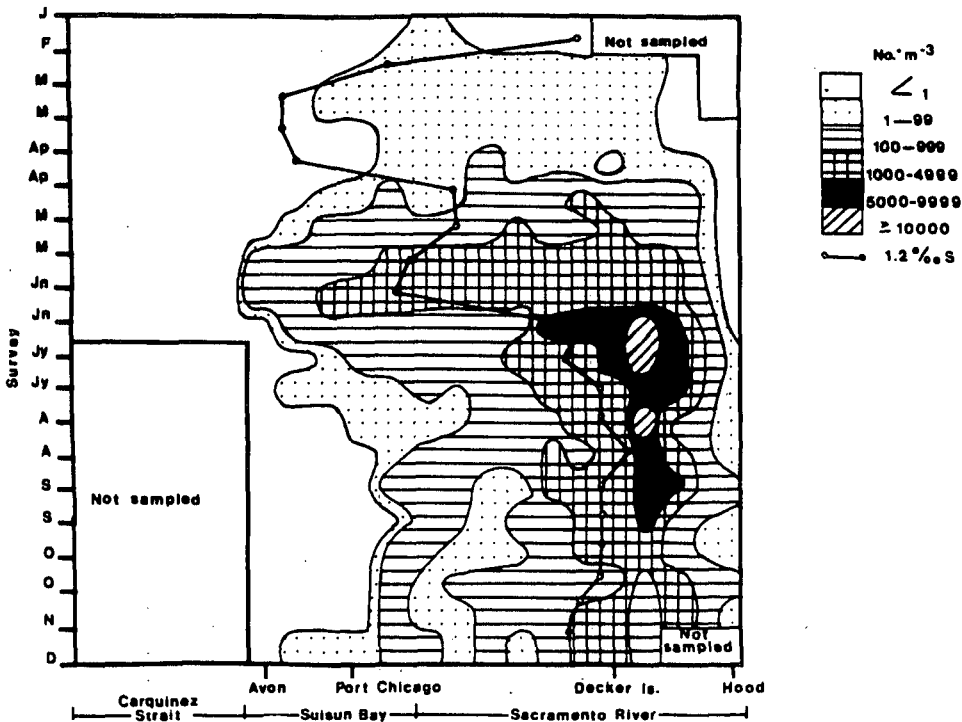 J
F
M
M
Ap
Ap
M
M
Jn
Jn
Jy
Jy
A
A
S
S
O
O
N
D
Survey
Not sampled
Not sampled
Not
sampled
No.·m⁻³
< 1
1—99
100—999
1000-4999
5000-9999
≥ 10000
1.2 ‰ S
Avon
Port Chicago
Decker Is.
Hood
Carquinez
Strait
Suisun Bay
Sacramento River